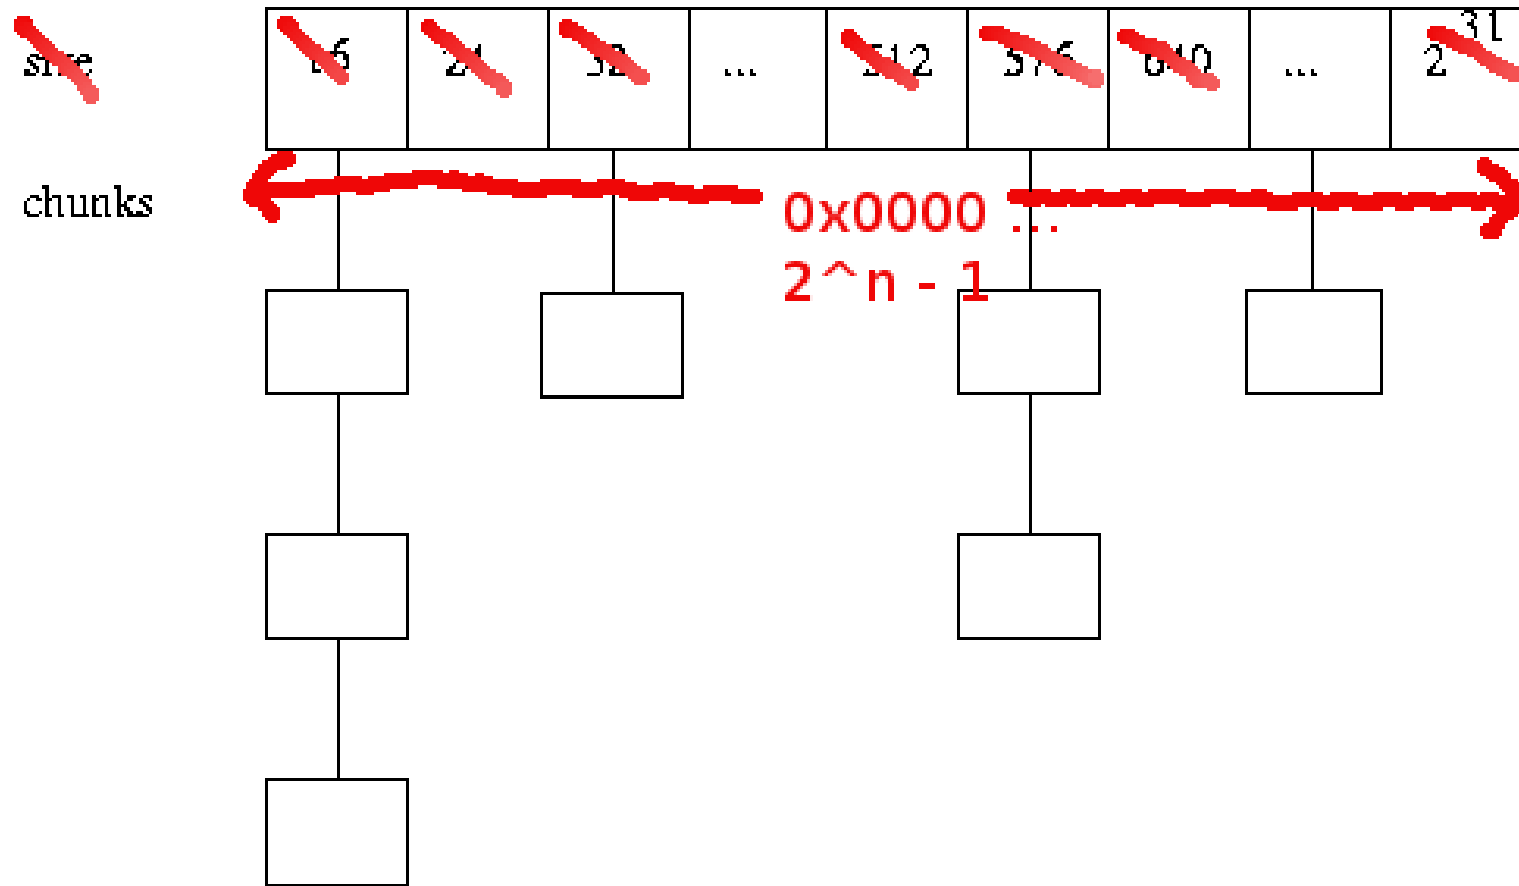 size 16 24 32 ... 512 576 640 ... 2 31
chunks
0x0000 ...
2^n - 1